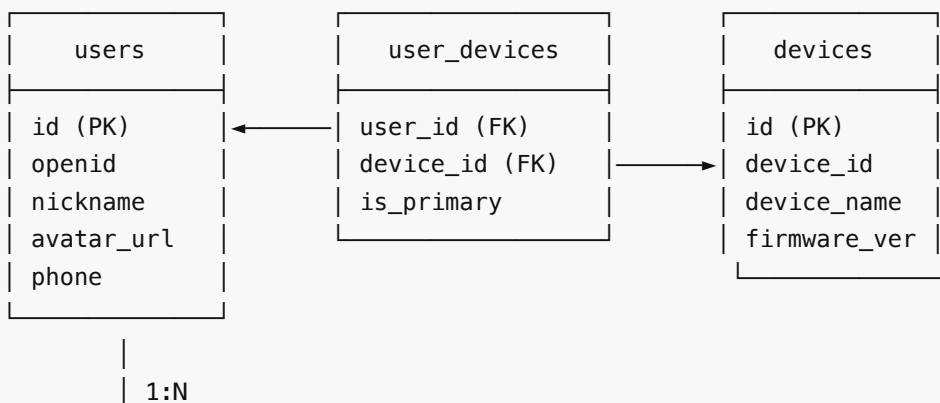 users user_devices devices
id (PK) user_id (FK) id (PK)
openid device_id (FK) device_id
nickname is_primary device_name
avatar_url firmware_ver
phone
1:N